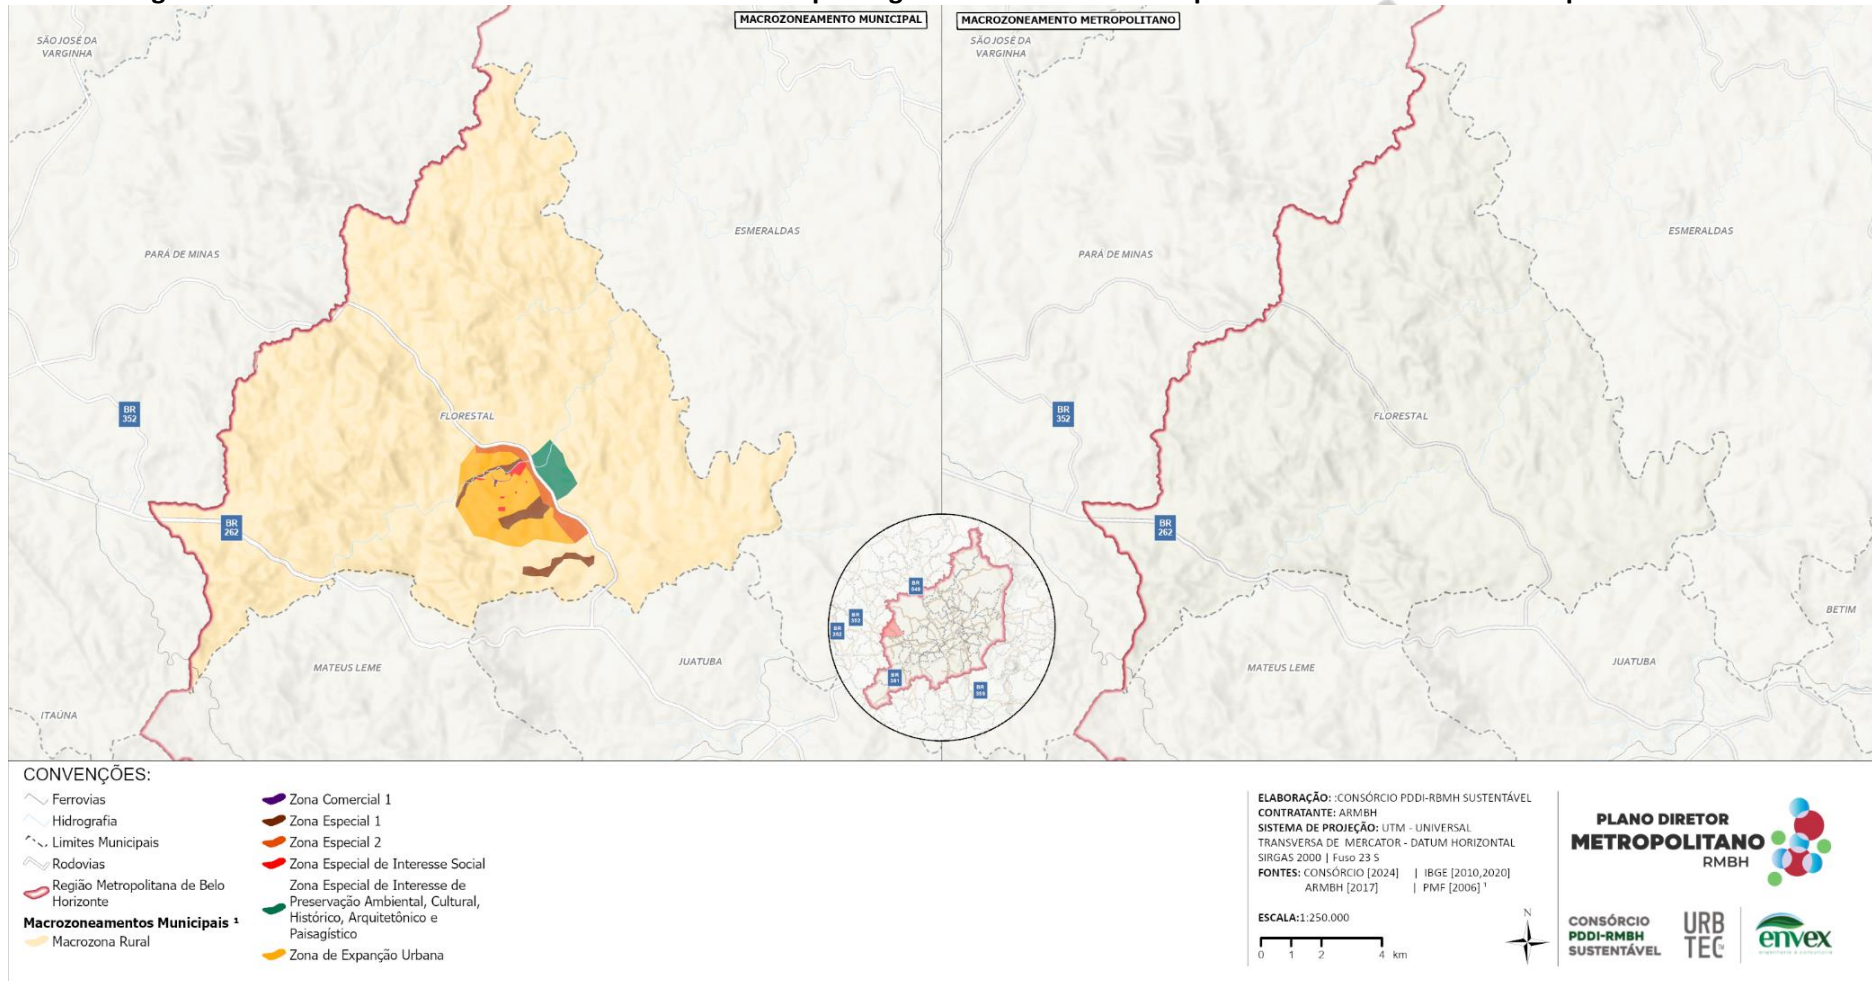 MACROZONEAMENTO MUNICIPAL
MACROZONEAMENTO METROPOLITANO
SÃO JOSÉ DA
VARGINHA
PARÁ DE MINAS
ESMERALDAS
BR
352
FLORESTAL
BR
262
MATEUS LEME
JUATUBA
ITAÚNA
SÃO JOSÉ DA
VARGINHA
PARÁ DE MINAS
ESMERALDAS
BR
352
FLORESTAL
BR
262
MATEUS LEME
JUATUBA
BETIM
BR
BR
BR
BR
381
BR
CONVENÇÕES:
Ferrovias
Hidrografia
Limites Municipais
Rodovias
Região Metropolitana de Belo
Horizonte
Macrozoneamentos Municipais ¹
Macrozona Rural
Zona Comercial 1
Zona Especial 1
Zona Especial 2
Zona Especial de Interesse Social
Zona Especial de Interesse de
Preservação Ambiental, Cultural,
Histórico, Arquitetônico e
Paisagístico
Zona de Expanção Urbana
ELABORAÇÃO: :CONSÓRCIO PDDI-RBMH SUSTENTÁVEL
CONTRATANTE: ARMBH
SISTEMA DE PROJEÇÃO: UTM - UNIVERSAL
TRANSVERSA DE MERCATOR - DATUM HORIZONTAL
SIRGAS 2000 | Fuso 23 S
FONTES: CONSÓRCIO [2024] | IBGE [2010,2020]
ARMBH [2017] | PMF [2006] ¹
ESCALA:1:250.000
0 1 2 4 km
N
PLANO DIRETOR
METROPOLITANO
RMBH
CONSÓRCIO
PDDI-RMBH
SUSTENTÁVEL
URB
TEC
envex